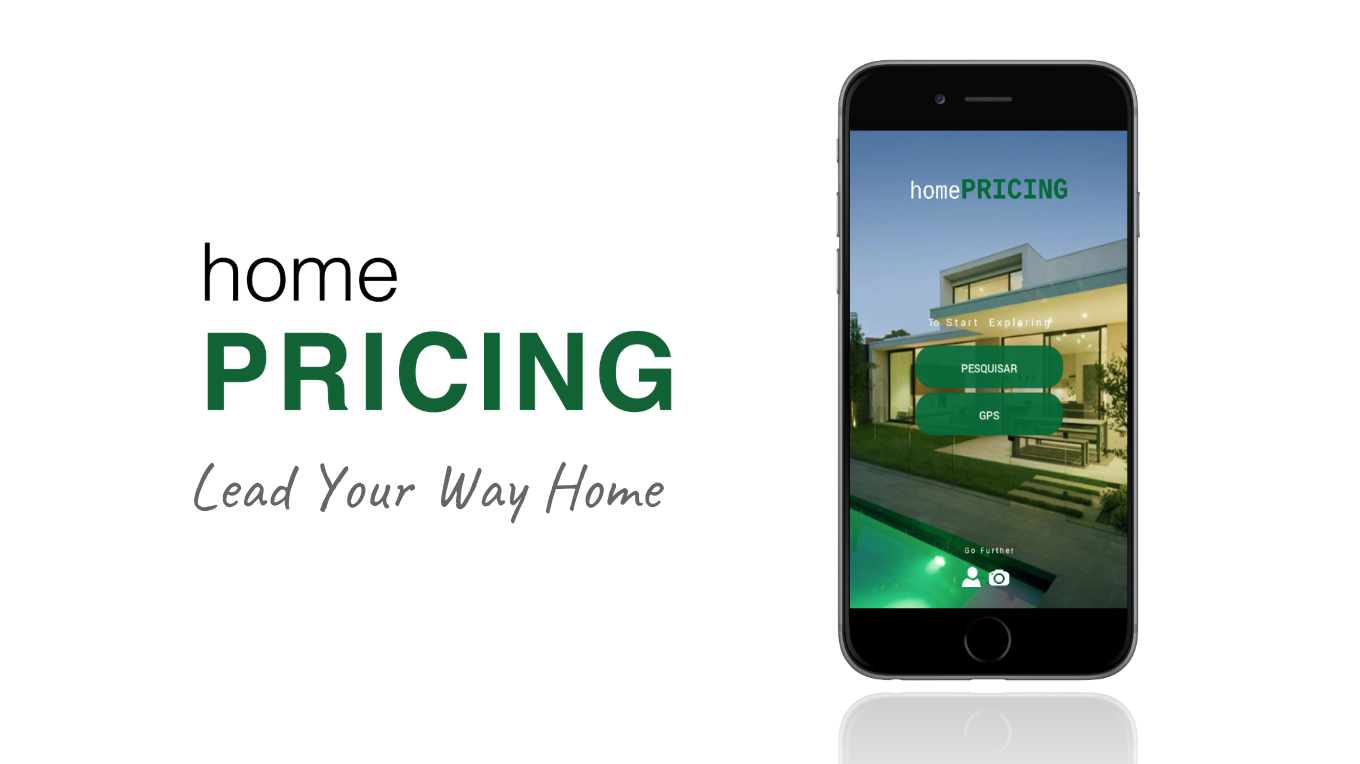 home
PRICING
Lead Your Way Home
homePRICING
To Start Exploring
PESQUISAR
GPS
Go Further